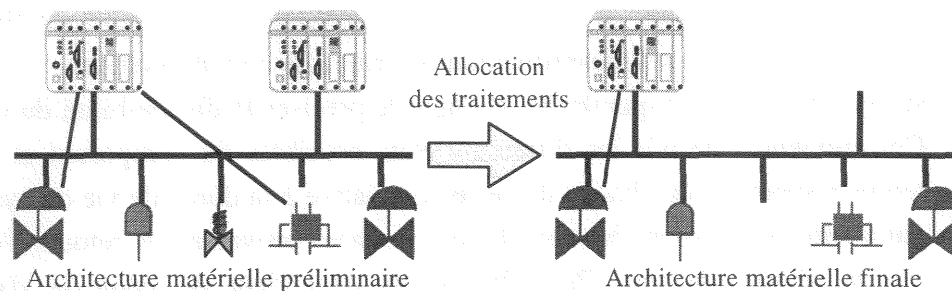 Allocation
des traitements
Architecture matérielle préliminaire
Architecture matérielle finale